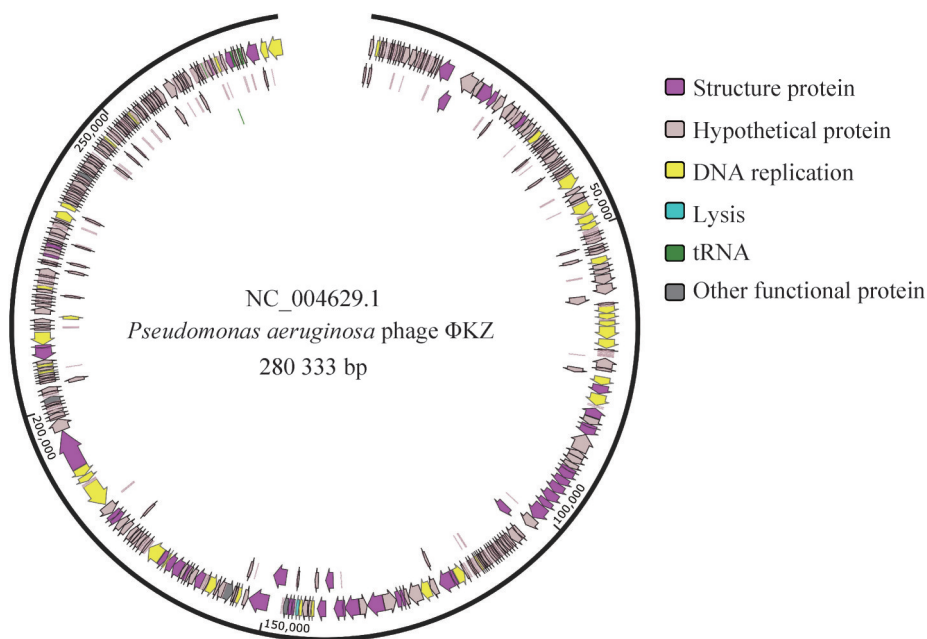 250,000
50,000
200,000
100,000
150,000
NC_004629.1
Pseudomonas aeruginosa phage ΦKZ
280 333 bp
Structure protein
Hypothetical protein
DNA replication
Lysis
tRNA
Other functional protein